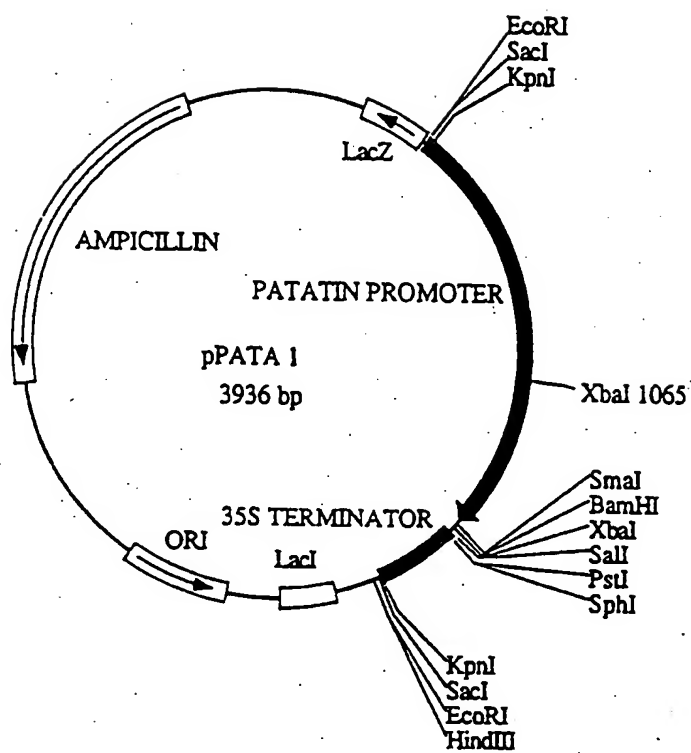 EcoRI
SacI
KpnI
LacZ
AMPICILLIN
PATATIN PROMOTER
pPATA 1
3936 bp
XbaI 1065
SmaI
BamHI
XbaI
SalI
PstI
SphI
35S TERMINATOR
ORI
LacI
KpnI
SacI
EcoRI
HindIII